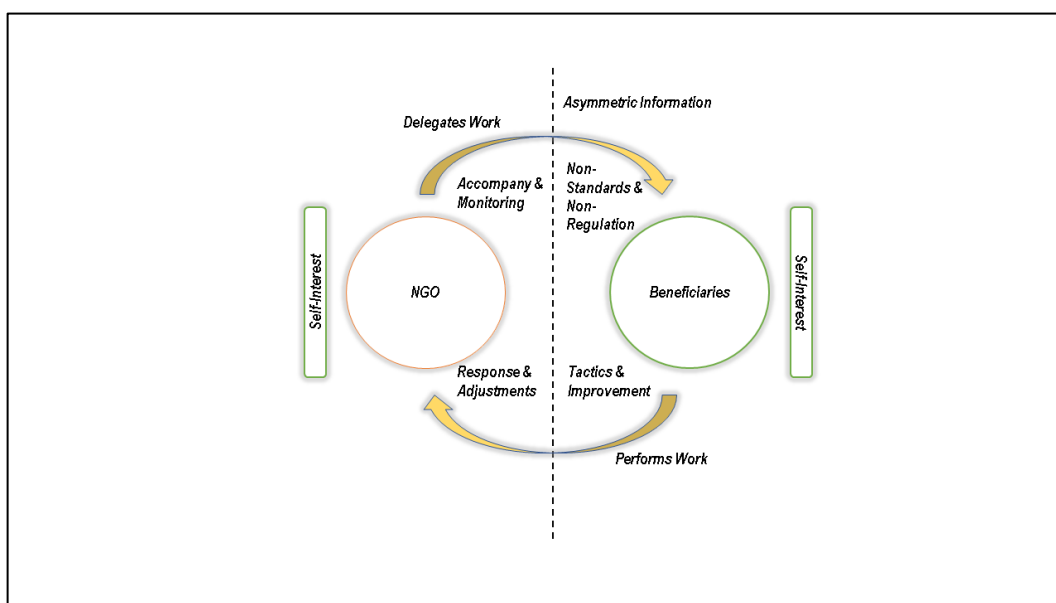 Asymmetric Information
Delegates Work
Accompany &
Monitoring
Non-
Standards &
Non-
Regulation
Self-Interest
NGO
Beneficiaries
Self-Interest
Response &
Adjustments
Tactics &
Improvement
Performs Work